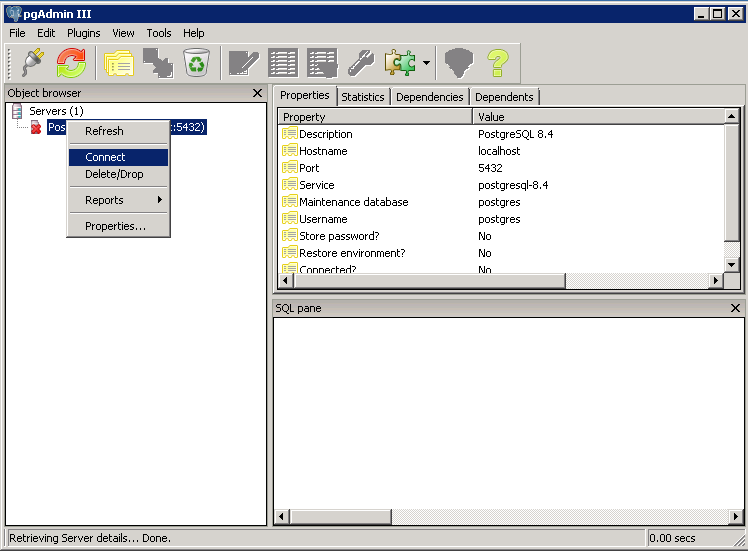 pgAdmin III
File Edit Plugins View Tools Help
Object browser
Servers (1)
Pos :5432)
Refresh
Connect
Delete/Drop
Reports
Properties...
Properties Statistics Dependencies Dependents
Property Value
Description PostgreSQL 8.4
Hostname localhost
Port 5432
Service postgresql-8.4
Maintenance database postgres
Username postgres
Store password? No
Restore environment? No
Connected? No
SQL pane
Retrieving Server details... Done. 0.00 secs